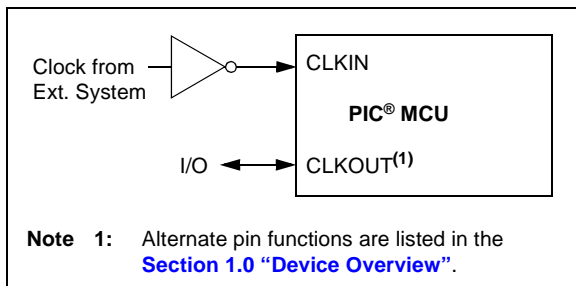 Clock from
Ext. System
CLKIN
PIC® MCU
I/O
CLKOUT(1)
Note 1: Alternate pin functions are listed in the
Section 1.0 “Device Overview”.